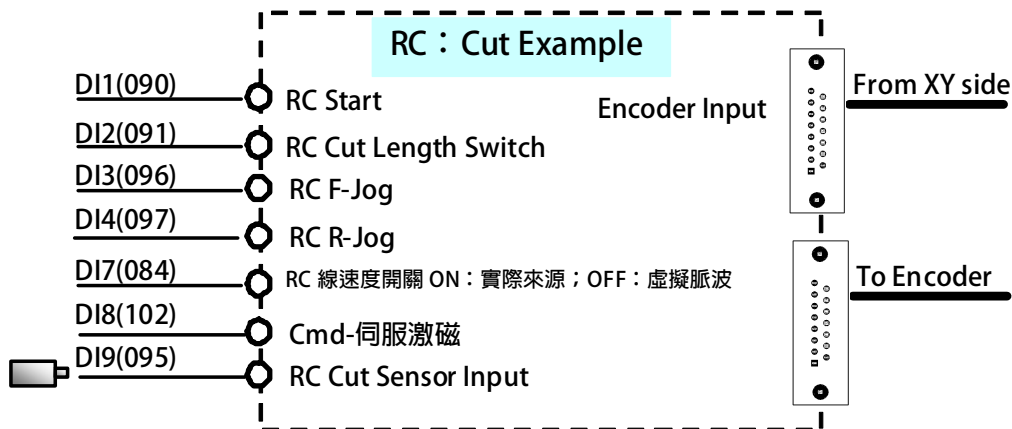 RC：Cut Example
DI1(090)
RC Start
Encoder Input
From XY side
DI2(091)
RC Cut Length Switch
DI3(096)
RC F-Jog
DI4(097)
RC R-Jog
DI7(084)
RC 線速度開關 ON：實際來源；OFF：虛擬脈波
To Encoder
DI8(102)
Cmd-伺服激磁
DI9(095)
RC Cut Sensor Input